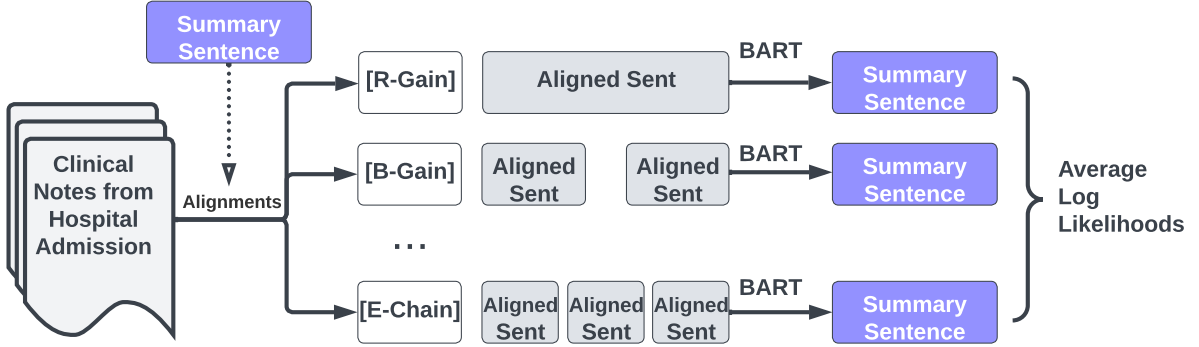 Summary
Sentence
Clinical
Notes from
Hospital
Admission
Alignments
[R-Gain]
Aligned Sent
BART
Summary
Sentence
[B-Gain]
Aligned
Sent
Aligned
Sent
BART
Summary
Sentence
...
[E-Chain]
Aligned
Sent
Aligned
Sent
Aligned
Sent
BART
Summary
Sentence
Average
Log
Likelihoods